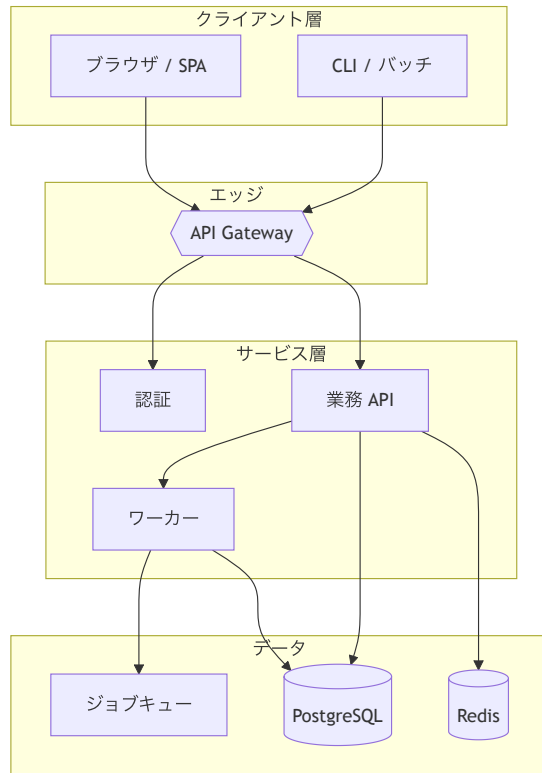 クライアント層
ブラウザ / SPA
CLI / バッチ
エッジ
API Gateway
サービス層
認証
業務 API
ワーカー
データ
ジョブキュー
PostgreSQL
Redis